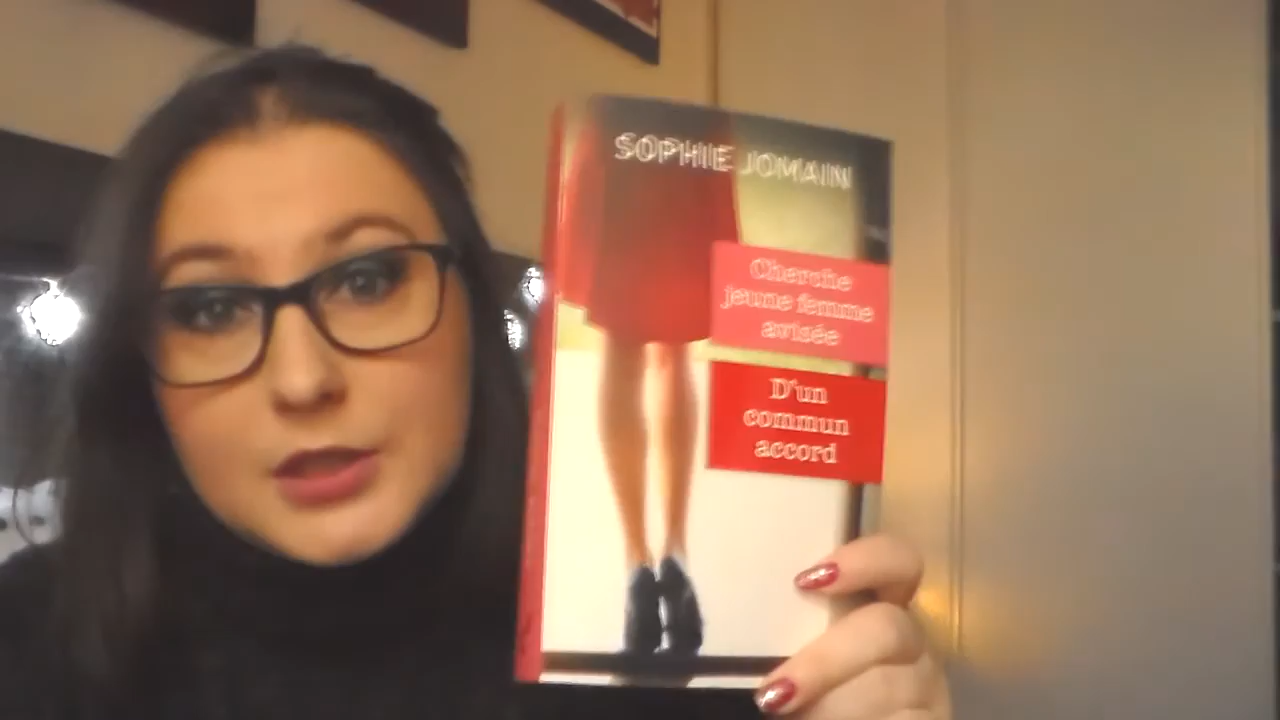 SOPHIE JOMAIN
Cherche
jeune femme
avisée
D'un
commun
accord